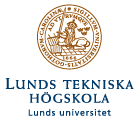 LUNDS TEKNISKA
HÖGSKOLA
Lunds universitet